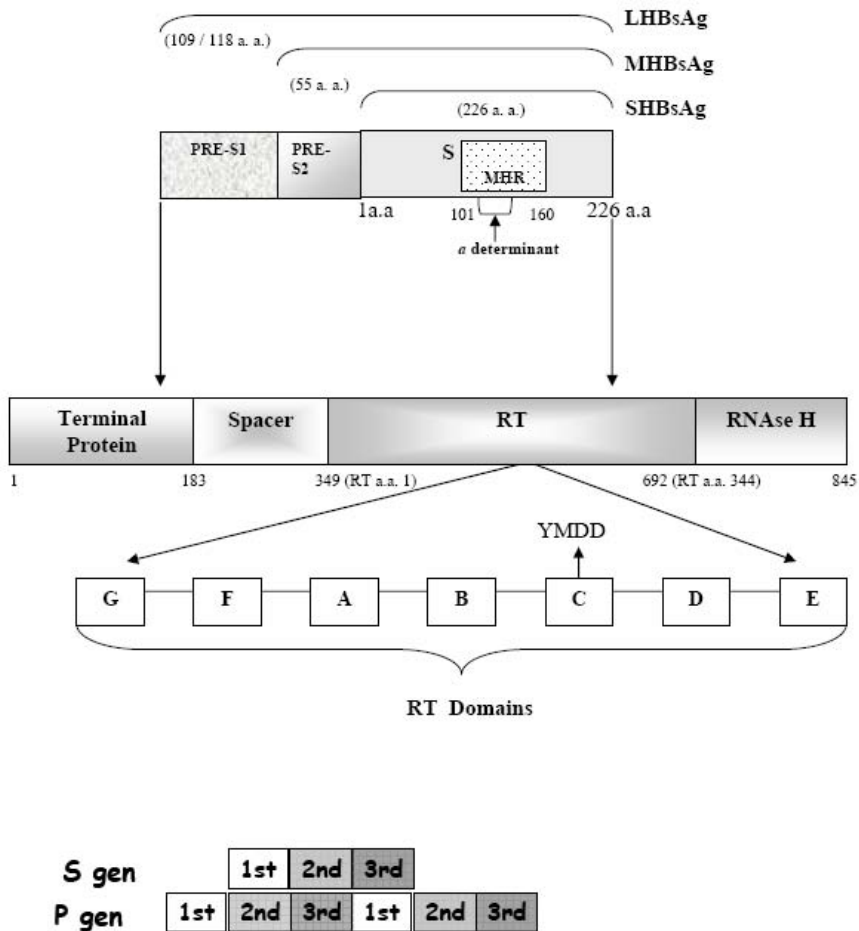 LHBsAg
(109 / 118 a. a.)
MHBsAg
(55 a. a.)
SHBsAg
(226 a. a.)
PRE-S1
PRE-
S2
S
MHR
1a.a
101
160
226 a.a
a determinant
Terminal
Protein
Spacer
RT
RNAse H
1
183
349 (RT a.a. 1)
692 (RT a.a. 344)
845
YMDD
G F A B C D E
RT Domains
S gen 1st 2nd 3rd
P gen 1st 2nd 3rd 1st 2nd 3rd